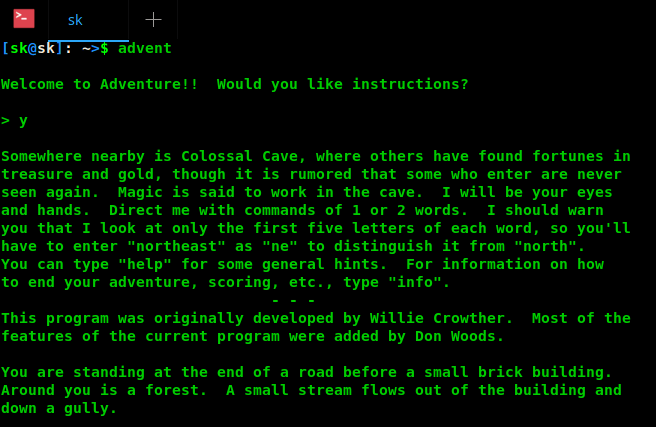 sk
[sk@sk]: ~>$ advent
Welcome to Adventure!!  Would you like instructions?
> y
Somewhere nearby is Colossal Cave, where others have found fortunes in
treasure and gold, though it is rumored that some who enter are never
seen again.  Magic is said to work in the cave.  I will be your eyes
and hands.  Direct me with commands of 1 or 2 words.  I should warn
you that I look at only the first five letters of each word, so you'll
have to enter "northeast" as "ne" to distinguish it from "north".
You can type "help" for some general hints.  For information on how
to end your adventure, scoring, etc., type "info".
- - -
This program was originally developed by Willie Crowther.  Most of the
features of the current program were added by Don Woods.
You are standing at the end of a road before a small brick building.
Around you is a forest.  A small stream flows out of the building and
down a gully.